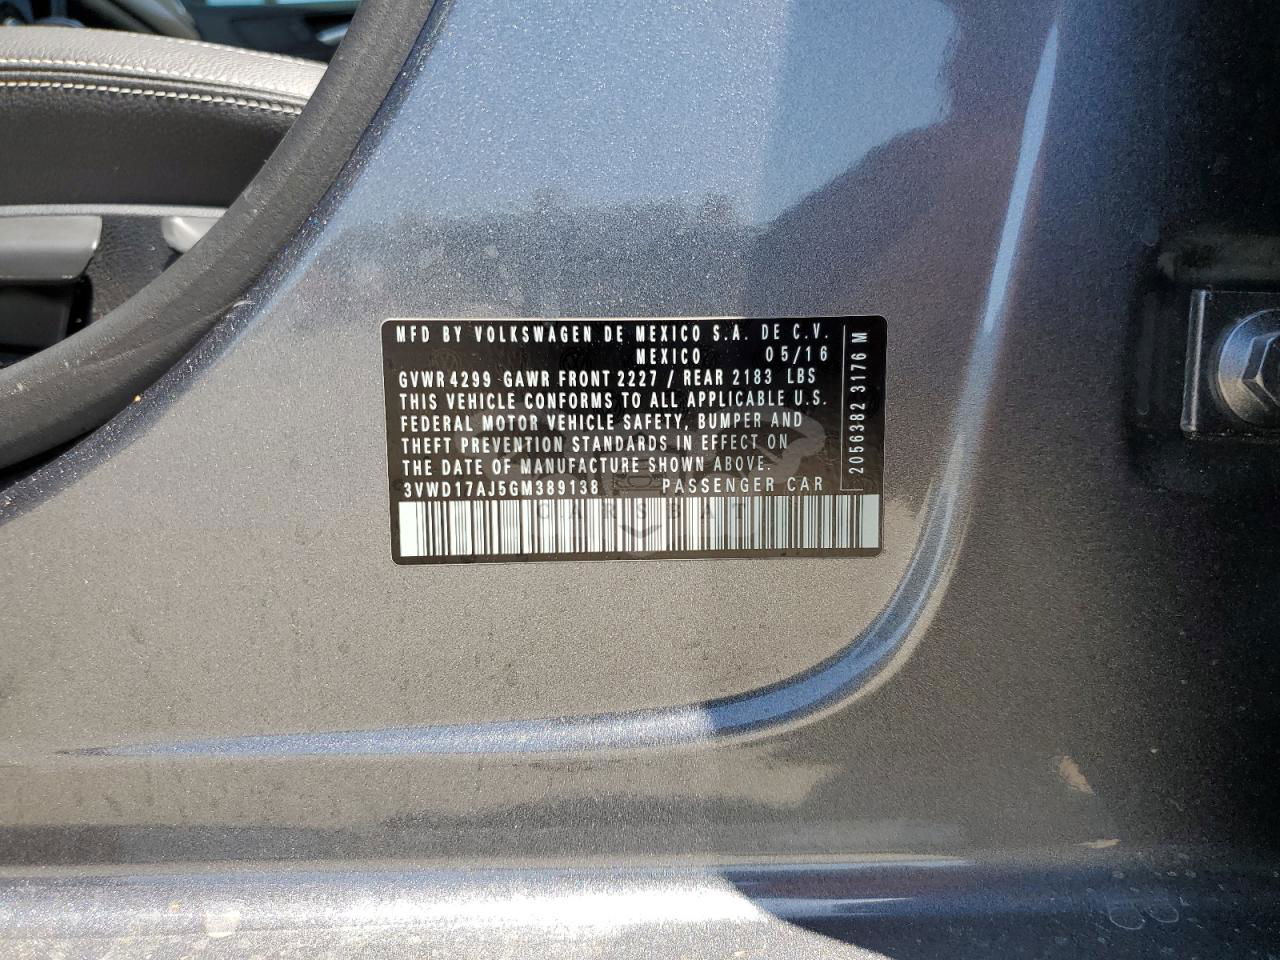 MFD BY VOLKSWAGEN DE MEXICO S.A. DE C.V.
MEXICO 05/16
GVWR 4299 GAWR FRONT 2227 / REAR 2183 LBS
THIS VEHICLE CONFORMS TO ALL APPLICABLE U.S.
FEDERAL MOTOR VEHICLE SAFETY, BUMPER AND
THEFT PREVENTION STANDARDS IN EFFECT ON
THE DATE OF MANUFACTURE SHOWN ABOVE.
3VWD17AJ5GM389138 PASSENGER CAR
2056382 3176 M
CARSBAT